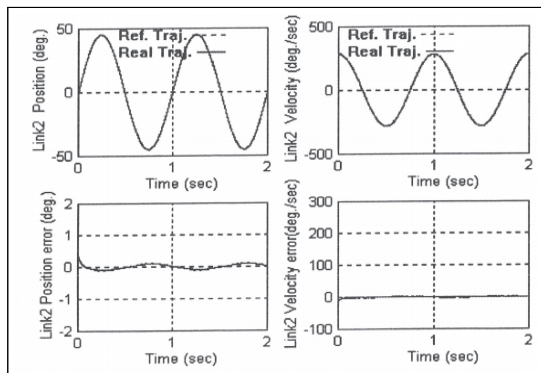 50
0
-50
Link2 Position (deg.)
Ref. Traj.
Real Traj.
0
1
2
Time (sec)
500
0
-500
Link2 Velocity (deg./sec)
Ref. Traj.
Real Traj.
0
1
2
Time (sec)
2
1
0
-1
-2
Link2 Position error (deg.)
0
1
2
Time (sec)
300
200
100
0
-100
Link2 Velocity error(deg./sec)
0
1
2
Time (sec)